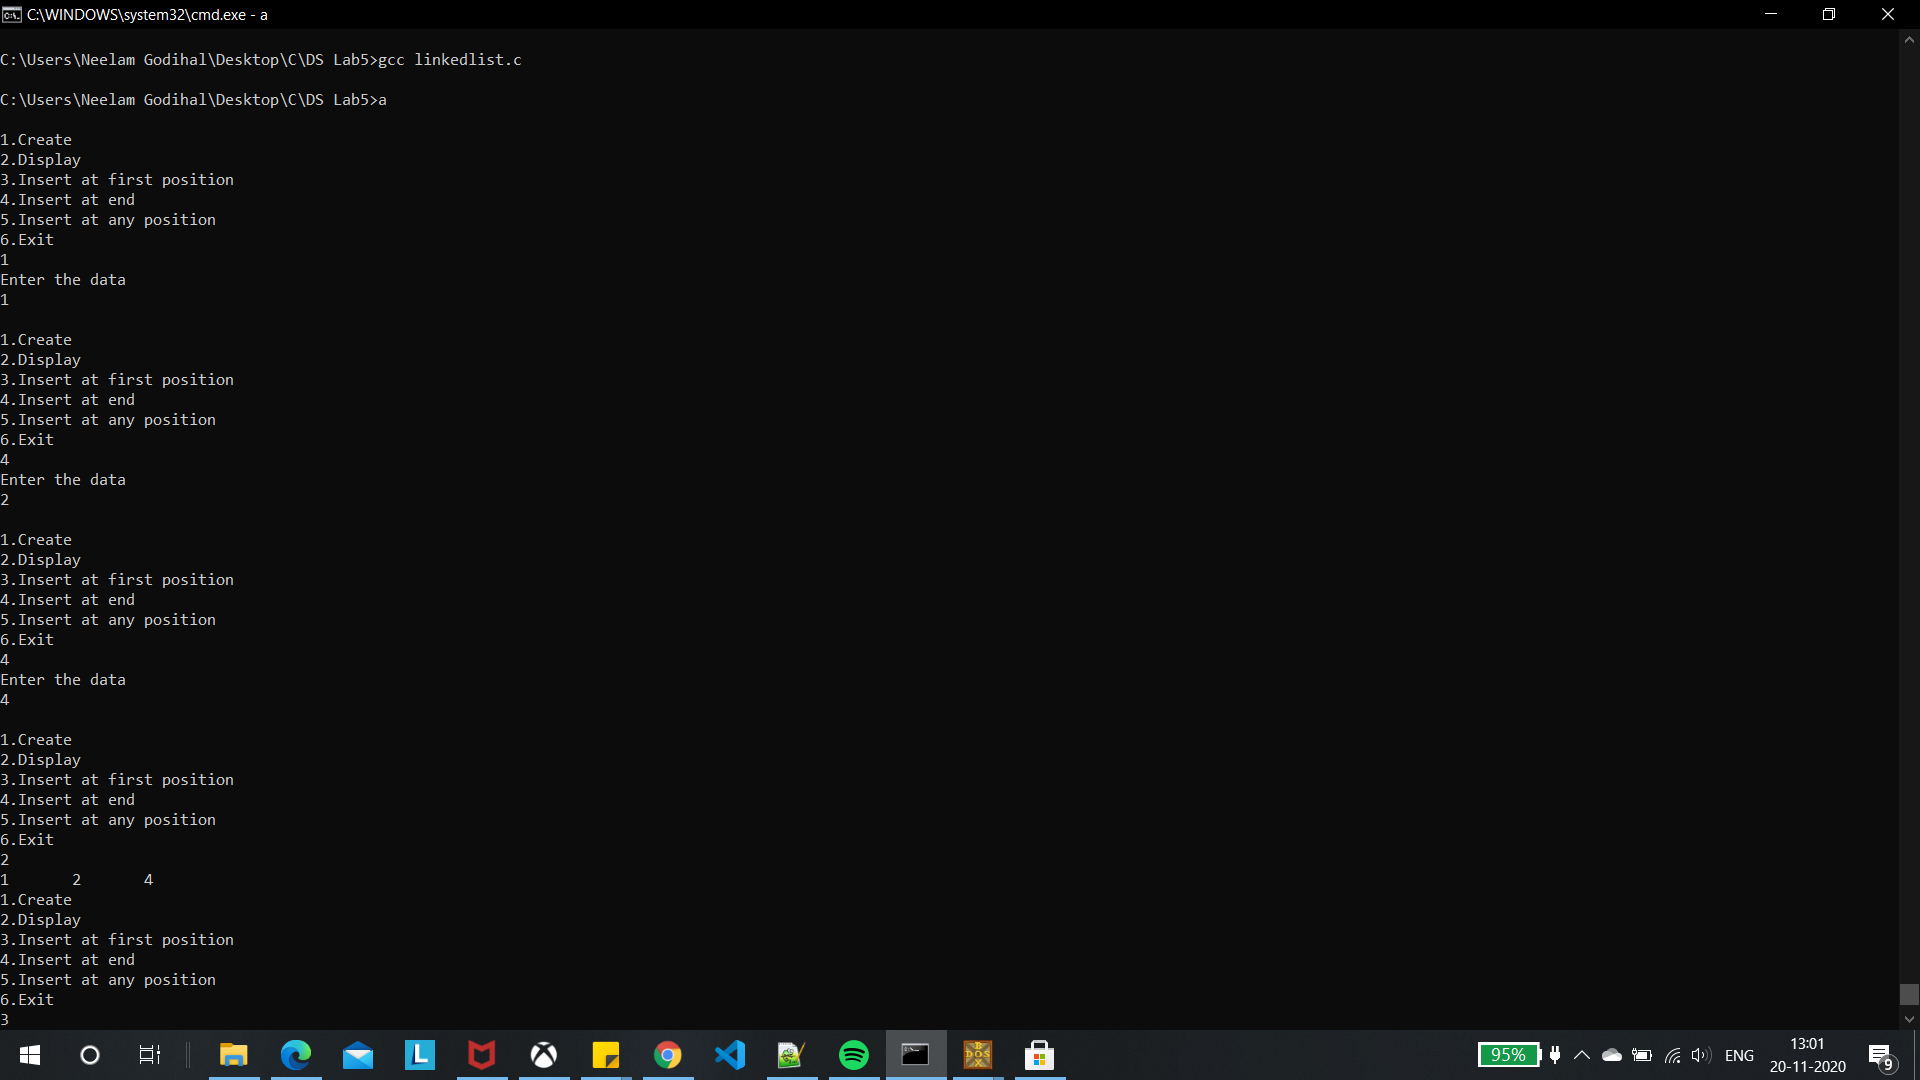 C:\WINDOWS\system32\cmd.exe - a
C:\Users\Neelam Godihal\Desktop\C\DS Lab5>gcc linkedlist.c
C:\Users\Neelam Godihal\Desktop\C\DS Lab5>a
1.Create
2.Display
3.Insert at first position
4.Insert at end
5.Insert at any position
6.Exit
1
Enter the data
1
1.Create
2.Display
3.Insert at first position
4.Insert at end
5.Insert at any position
6.Exit
4
Enter the data
2
1.Create
2.Display
3.Insert at first position
4.Insert at end
5.Insert at any position
6.Exit
4
Enter the data
4
1.Create
2.Display
3.Insert at first position
4.Insert at end
5.Insert at any position
6.Exit
2
1 2 4
1.Create
2.Display
3.Insert at first position
4.Insert at end
5.Insert at any position
6.Exit
3
L
DOS
95%
ENG
13:01
20-11-2020
9